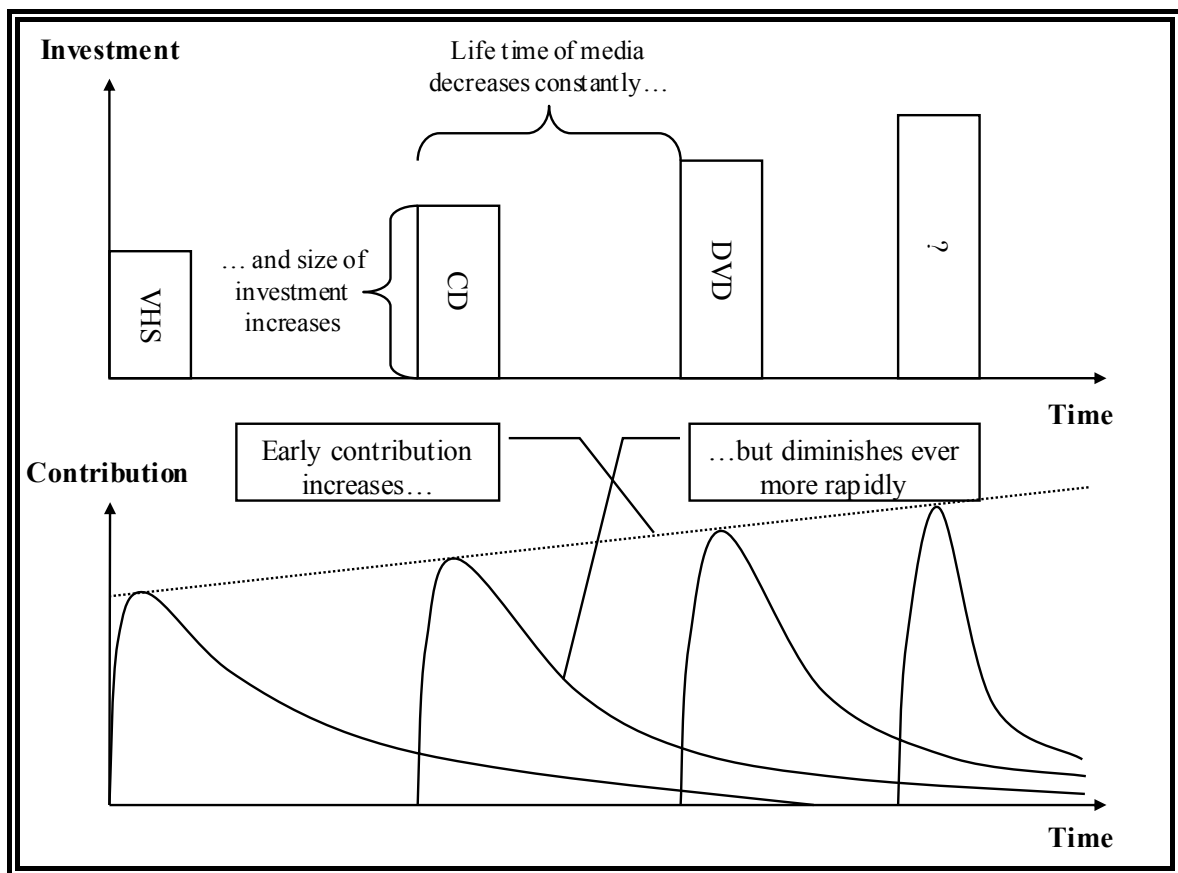 Investment
Life time of media
decreases constantly…
… and size of
investment
increases
VHS
CD
DVD
?
Time
Early contribution
increases…
…but diminishes ever
more rapidly
Contribution
Time